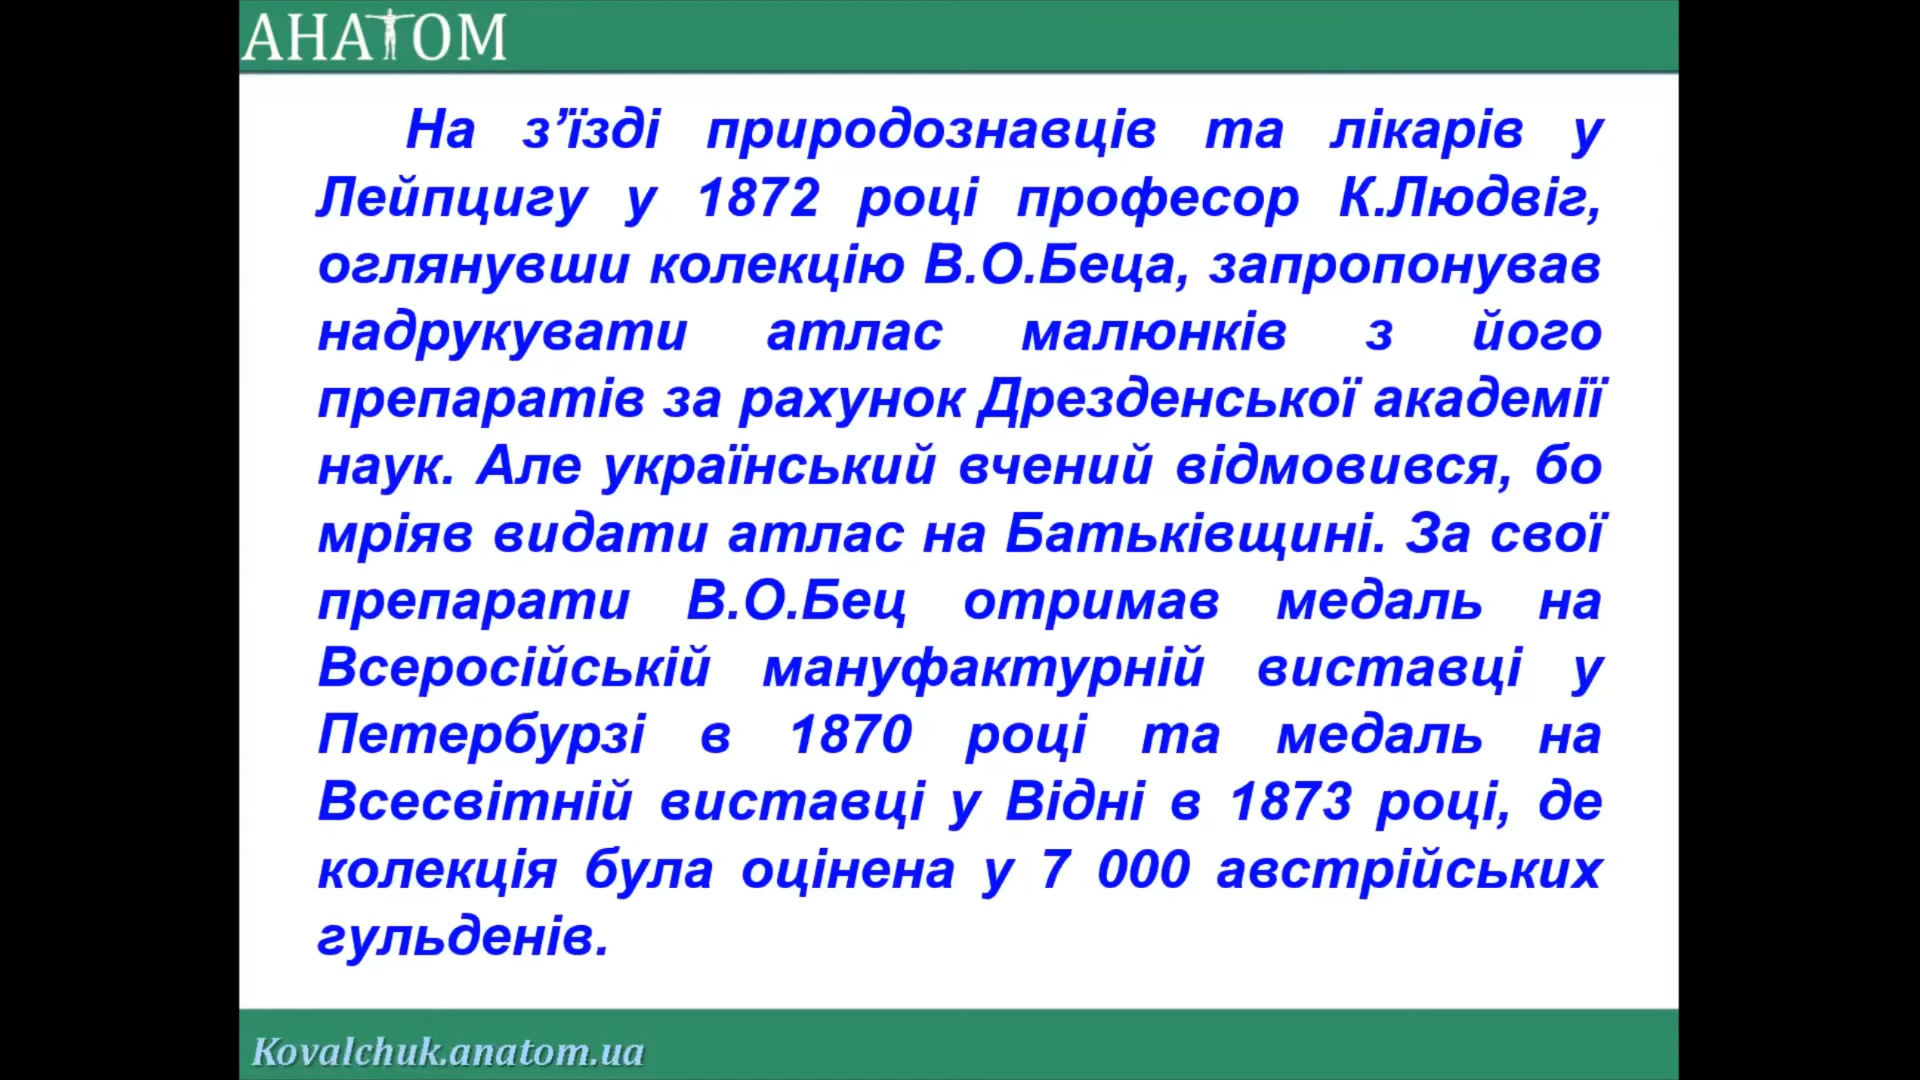 АНАТОМ
На з’їзді природознавців та лікарів у
Лейпцигу у 1872 році професор К.Людвіг,
оглянувши колекцію В.О.Беца, запропонував
надрукувати атлас малюнків з його
препаратів за рахунок Дрезденської академії
наук. Але український вчений відмовився, бо
мріяв видати атлас на Батьківщині. За свої
препарати В.О.Бец отримав медаль на
Всеросійській мануфактурній виставці у
Петербурзі в 1870 році та медаль на
Всесвітній виставці у Відні в 1873 році, де
колекція була оцінена у 7 000 австрійських
гульденів.
Kovalchuk.anatom.ua